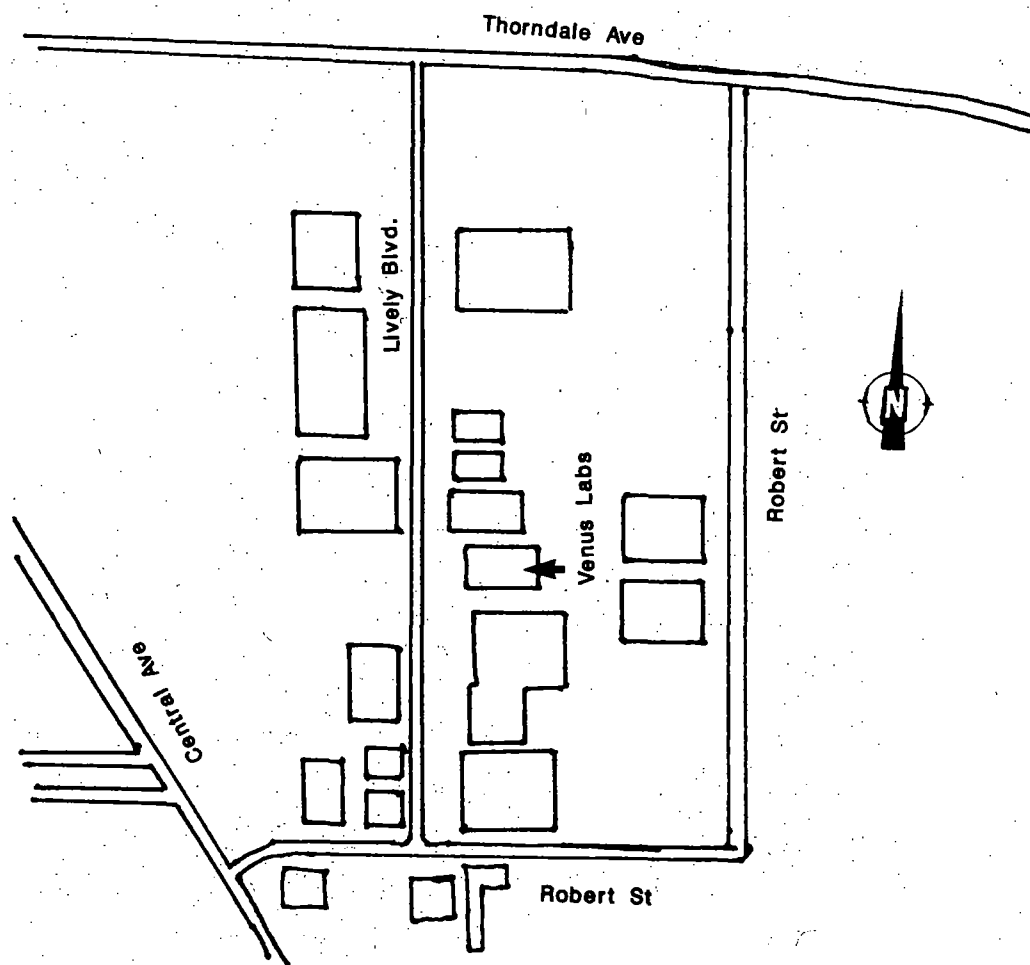 Thorndale Ave
Lively Blvd.
N
Robert St
Venus Labs
Central Ave
Robert St